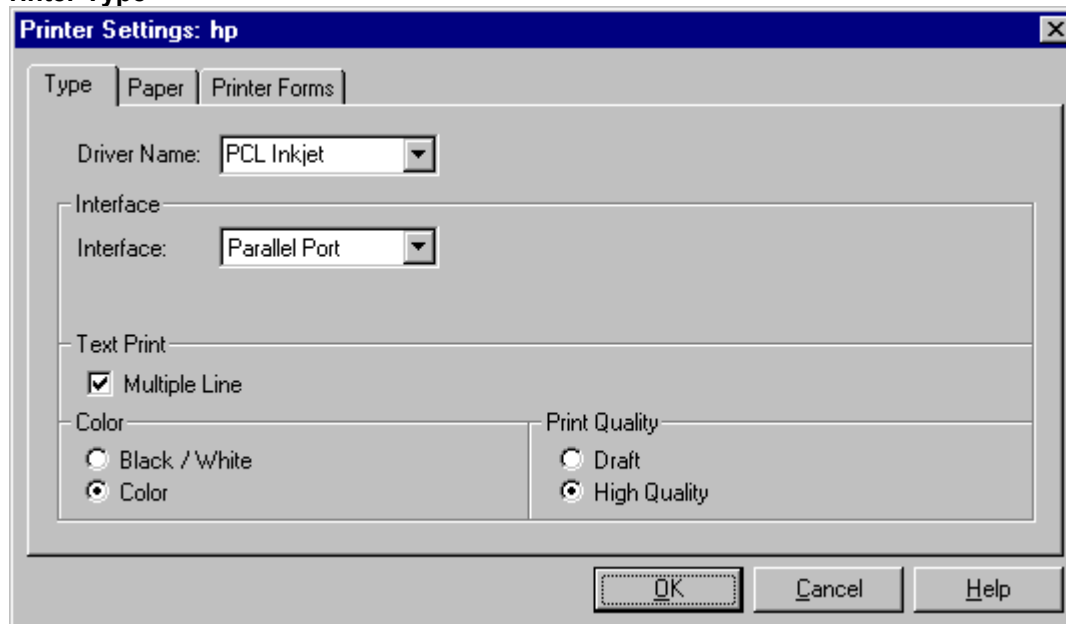 Printer Settings: hp
Type Paper Printer Forms
Driver Name: PCL Inkjet
Interface
Interface: Parallel Port
Text Print
Multiple Line
Color Print Quality
Black / White Draft
Color High Quality
OK Cancel Help